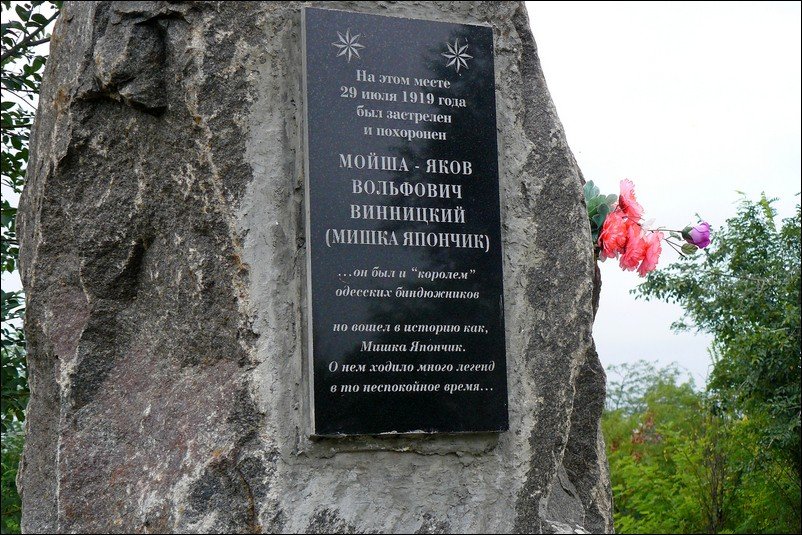 На этом месте
29 июля 1919 года
был застрелен
и похоронен
МОЙША - ЯКОВ
ВОЛЬФОВИЧ
ВИННИЦКИЙ
(МИШКА ЯПОНЧИК)
...он был и "королем"
одесских биндюжников
но вошел в историю как,
Мишка Япончик.
О нем ходило много легенд
в то неспокойное время...